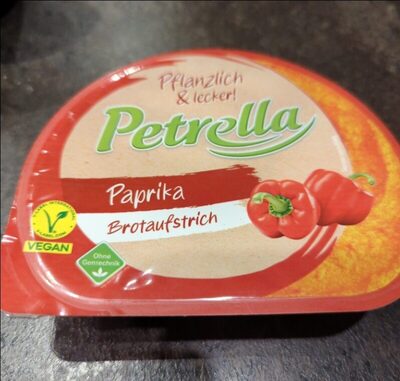 Pflanzlich
& lecker!
Petrella
Paprika
Brotaufstrich
VEGAN
Ohne
Gentechnik